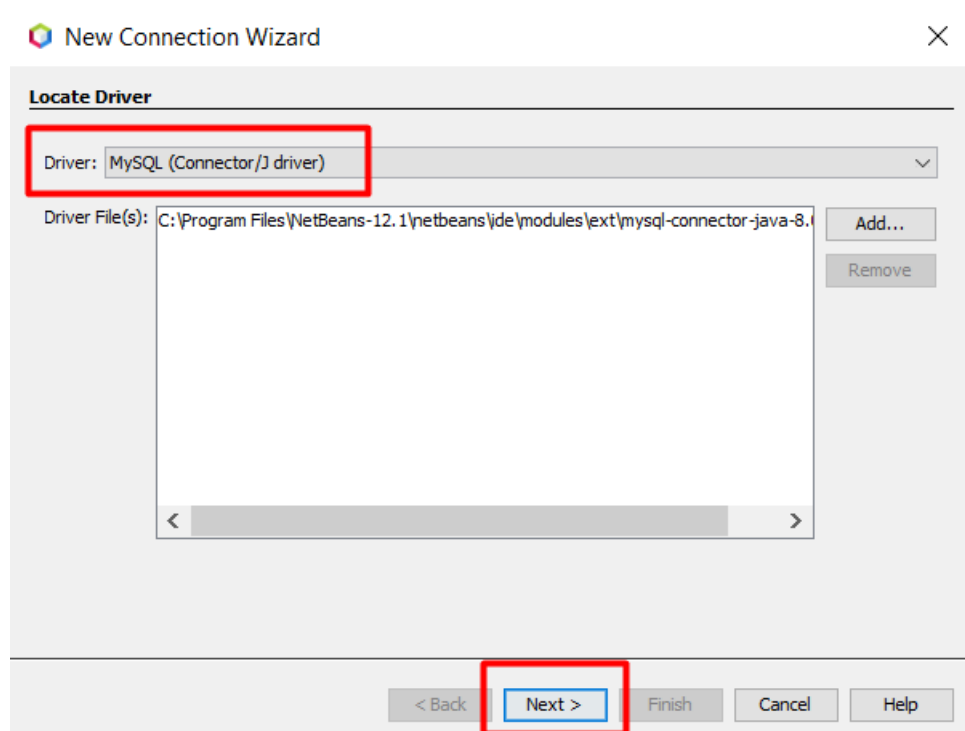 New Connection Wizard
Locate Driver
Driver: MySQL (Connector/J driver)
Driver File(s): C:\Program Files\NetBeans-12.1\netbeans\ide\modules\ext\mysql-connector-java-8.
Add...
Remove
< Back Next > Finish Cancel Help